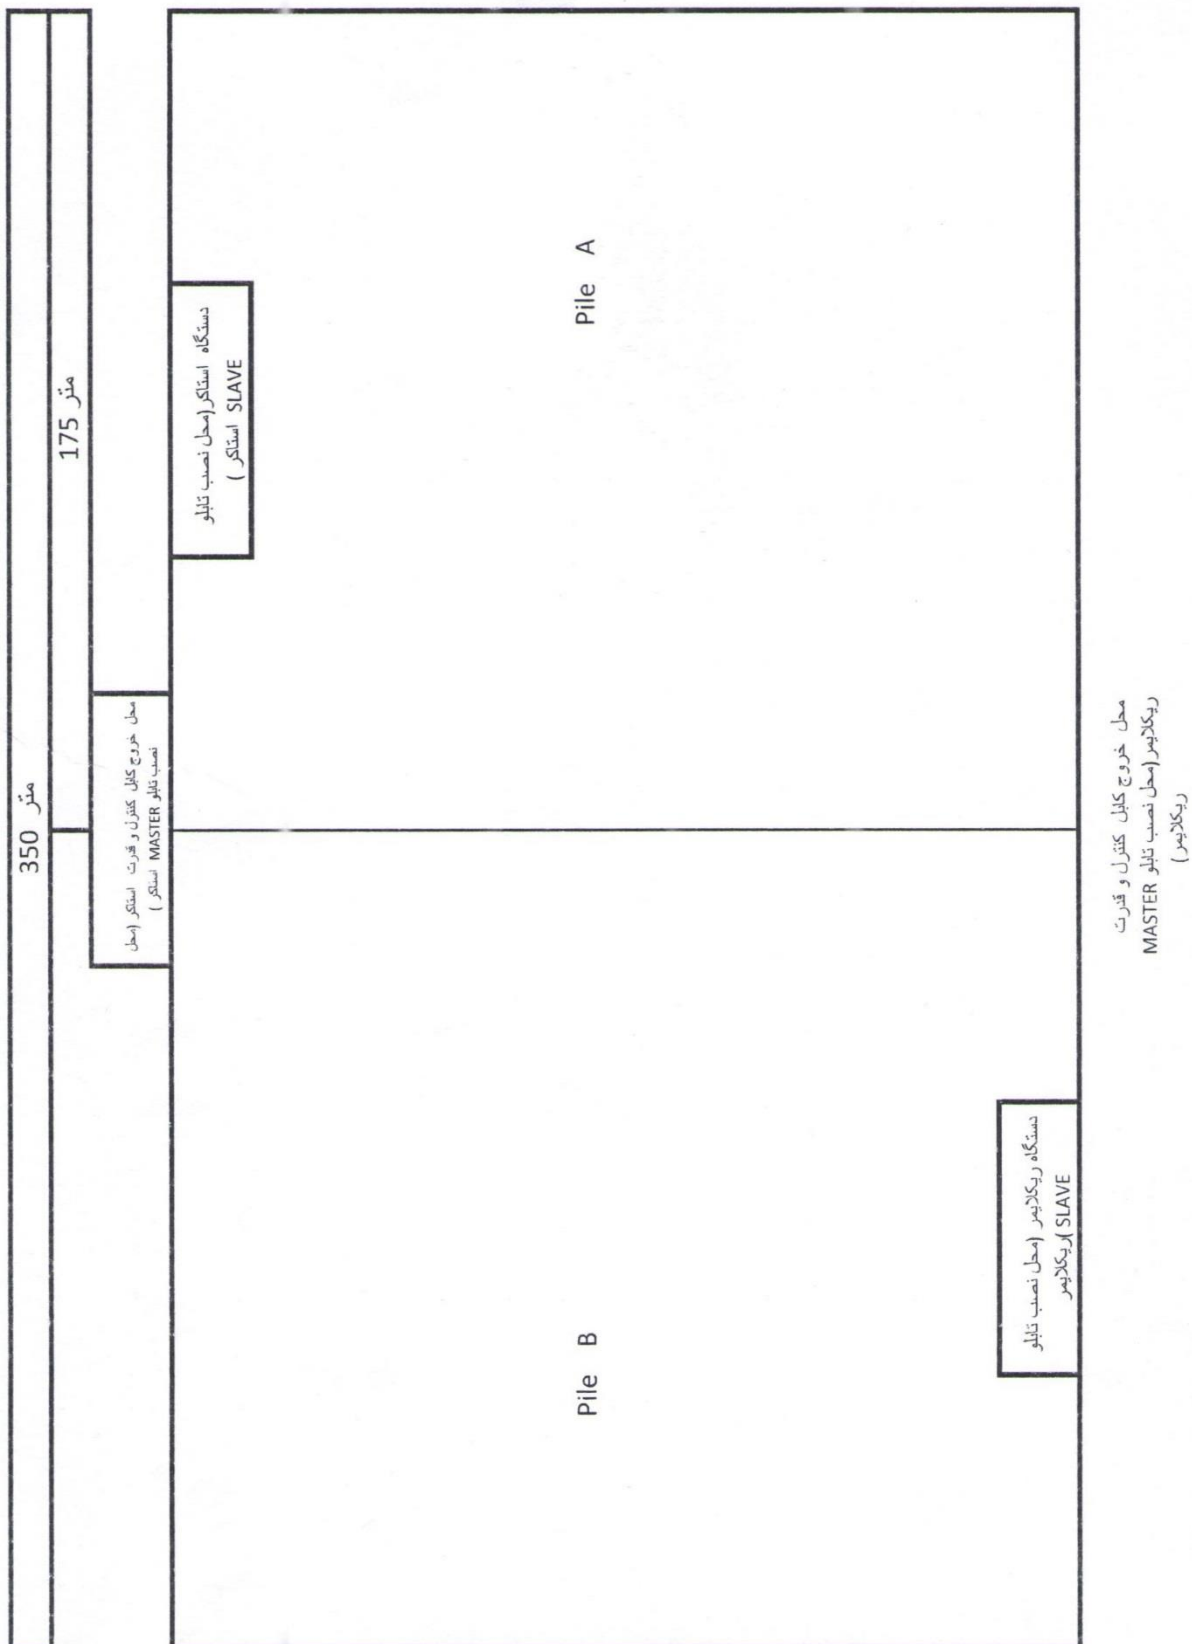 350 متر
175 متر
محل خروج کابل کنترل و قدرت استاکر (محل
نصب تابلو MASTER استاکر )
دستگاه استاکر(محل نصب تابلو
SLAVE استاکر )
Pile B
Pile A
دستگاه ریکلایمر (محل نصب تابلو
SLAVE )ریکلایمر
محل خروج کابل کنترل و قدرت
ریکلایمر(محل نصب تابلو MASTER
ریکلایمر)